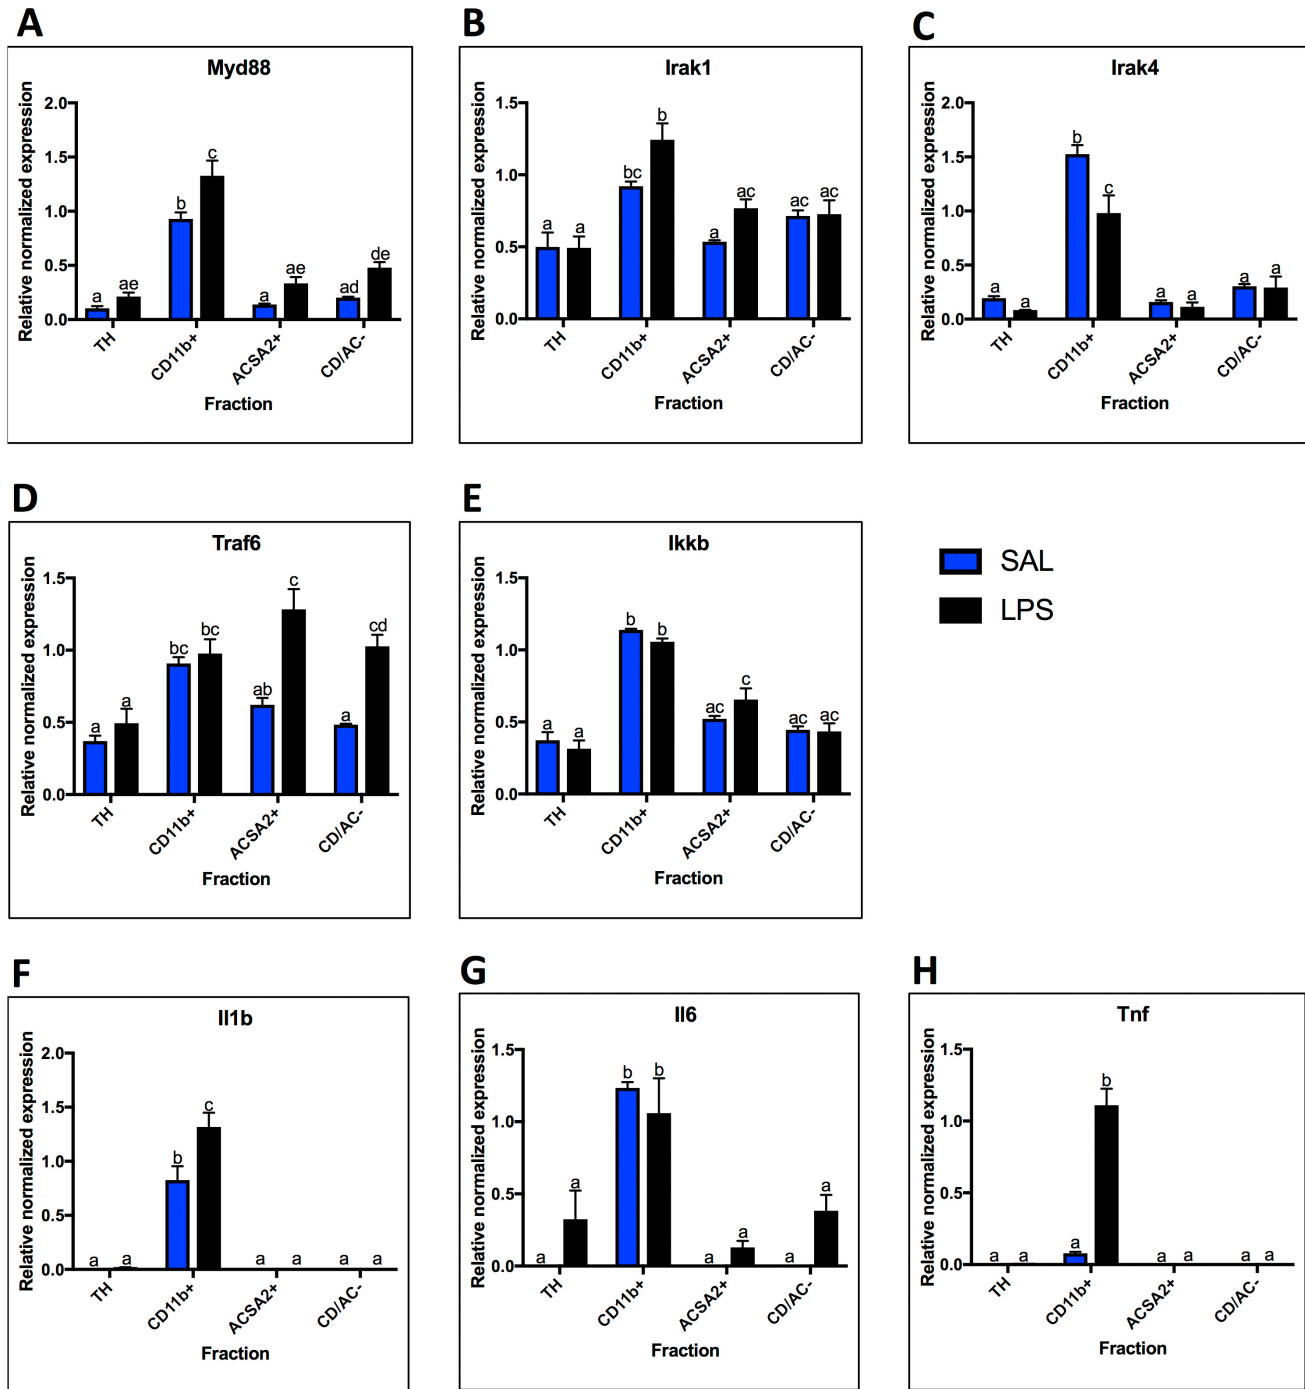 A
Myd88
Relative normalized expression
2.0
1.5
1.0
0.5
0.0
a ae b c a ae ad de
TH CD11b+ ACSA2+ CD/AC-
Fraction
B
Irak1
Relative normalized expression
1.5
1.0
0.5
0.0
a a bc b a ac ac ac
TH CD11b+ ACSA2+ CD/AC-
Fraction
C
Irak4
Relative normalized expression
2.0
1.5
1.0
0.5
0.0
a a b c a a a a
TH CD11b+ ACSA2+ CD/AC-
Fraction
D
Traf6
Relative normalized expression
1.5
1.0
0.5
0.0
a a bc bc ab c a cd
TH CD11b+ ACSA2+ CD/AC-
Fraction
E
Ikkb
Relative normalized expression
1.5
1.0
0.5
0.0
a a b b ac c ac ac
TH CD11b+ ACSA2+ CD/AC-
Fraction
SAL
LPS
F
Il1b
Relative normalized expression
2.0
1.5
1.0
0.5
0.0
a a b c a a a a
TH CD11b+ ACSA2+ CD/AC-
Fraction
G
Il6
Relative normalized expression
1.5
1.0
0.5
0.0
a a b b a a a a
TH CD11b+ ACSA2+ CD/AC-
Fraction
H
Tnf
Relative normalized expression
1.5
1.0
0.5
0.0
a a a b a a a a
TH CD11b+ ACSA2+ CD/AC-
Fraction